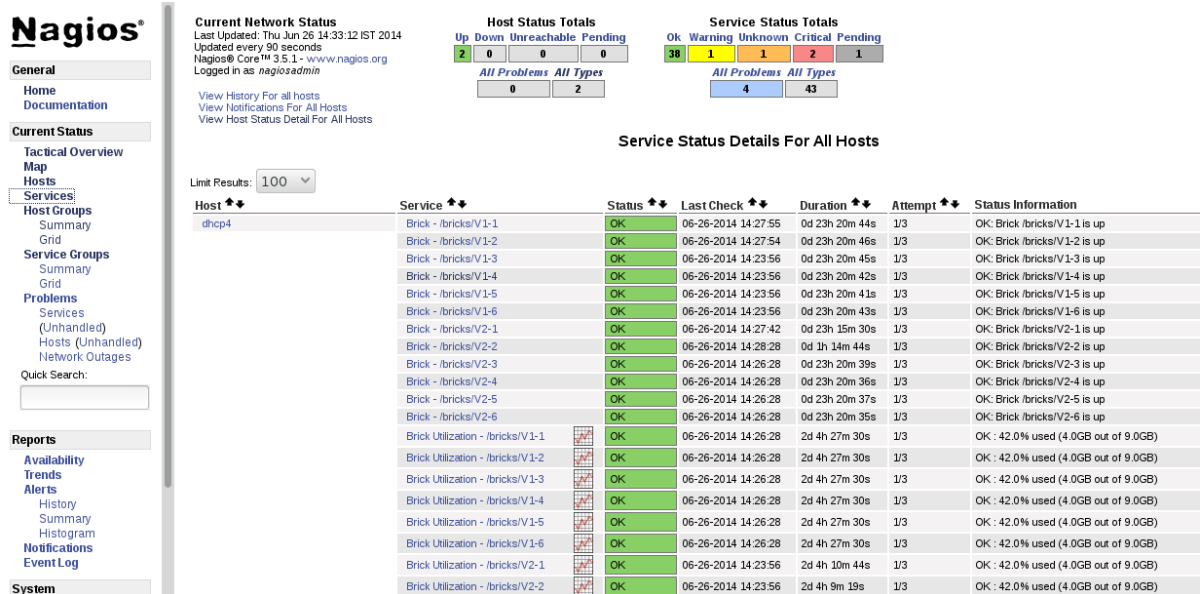 Nagios®
General
Home
Documentation
Current Status
Tactical Overview
Map
Hosts
Services
Host Groups
Summary
Grid
Service Groups
Summary
Grid
Problems
Services
(Unhandled)
Hosts (Unhandled)
Network Outages
Quick Search:
Reports
Availability
Trends
Alerts
History
Summary
Histogram
Notifications
Event Log
System
Current Network Status
Last Updated: Thu Jun 26 14:33:12 IST 2014
Updated every 90 seconds
Nagios® Core™ 3.5.1 - www.nagios.org
Logged in as nagiosadmin
View History For all hosts
View Notifications For All Hosts
View Host Status Detail For All Hosts
Host Status Totals
Up Down Unreachable Pending
2 0 0 0
All Problems All Types
0 2
Service Status Totals
Ok Warning Unknown Critical Pending
38 1 1 2 1
All Problems All Types
4 43
Service Status Details For All Hosts
Limit Results: 100
Host Service Status Last Check Duration Attempt Status Information
dhcp4 Brick - /bricks/V1-1 OK 06-26-2014 14:27:55 0d 23h 20m 44s 1/3 OK: Brick /bricks/V1-1 is up
Brick - /bricks/V1-2 OK 06-26-2014 14:27:54 0d 23h 20m 46s 1/3 OK: Brick /bricks/V1-2 is up
Brick - /bricks/V1-3 OK 06-26-2014 14:23:56 0d 23h 20m 45s 1/3 OK: Brick /bricks/V1-3 is up
Brick - /bricks/V1-4 OK 06-26-2014 14:23:56 0d 23h 20m 42s 1/3 OK: Brick /bricks/V1-4 is up
Brick - /bricks/V1-5 OK 06-26-2014 14:23:56 0d 23h 20m 41s 1/3 OK: Brick /bricks/V1-5 is up
Brick - /bricks/V1-6 OK 06-26-2014 14:23:56 0d 23h 20m 43s 1/3 OK: Brick /bricks/V1-6 is up
Brick - /bricks/V2-1 OK 06-26-2014 14:27:42 0d 23h 15m 30s 1/3 OK: Brick /bricks/V2-1 is up
Brick - /bricks/V2-2 OK 06-26-2014 14:28:28 0d 1h 14m 44s 1/3 OK: Brick /bricks/V2-2 is up
Brick - /bricks/V2-3 OK 06-26-2014 14:26:28 0d 23h 20m 39s 1/3 OK: Brick /bricks/V2-3 is up
Brick - /bricks/V2-4 OK 06-26-2014 14:26:28 0d 23h 20m 36s 1/3 OK: Brick /bricks/V2-4 is up
Brick - /bricks/V2-5 OK 06-26-2014 14:26:28 0d 23h 20m 37s 1/3 OK: Brick /bricks/V2-5 is up
Brick - /bricks/V2-6 OK 06-26-2014 14:26:28 0d 23h 20m 35s 1/3 OK: Brick /bricks/V2-6 is up
Brick Utilization - /bricks/V1-1 OK 06-26-2014 14:26:28 2d 4h 27m 30s 1/3 OK : 42.0% used (4.0GB out of 9.0GB)
Brick Utilization - /bricks/V1-2 OK 06-26-2014 14:26:28 2d 4h 27m 30s 1/3 OK : 42.0% used (4.0GB out of 9.0GB)
Brick Utilization - /bricks/V1-3 OK 06-26-2014 14:26:28 2d 4h 27m 30s 1/3 OK : 42.0% used (4.0GB out of 9.0GB)
Brick Utilization - /bricks/V1-4 OK 06-26-2014 14:26:28 2d 4h 27m 30s 1/3 OK : 42.0% used (4.0GB out of 9.0GB)
Brick Utilization - /bricks/V1-5 OK 06-26-2014 14:26:28 2d 4h 27m 30s 1/3 OK : 42.0% used (4.0GB out of 9.0GB)
Brick Utilization - /bricks/V1-6 OK 06-26-2014 14:26:28 2d 4h 27m 30s 1/3 OK : 42.0% used (4.0GB out of 9.0GB)
Brick Utilization - /bricks/V2-1 OK 06-26-2014 14:23:56 2d 4h 10m 44s 1/3 OK : 42.0% used (4.0GB out of 9.0GB)
Brick Utilization - /bricks/V2-2 OK 06-26-2014 14:23:56 2d 4h 9m 19s 1/3 OK : 42.0% used (4.0GB out of 9.0GB)